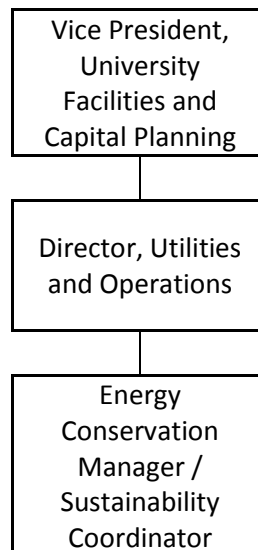 Vice President,
University
Facilities and
Capital Planning
Director, Utilities
and Operations
Energy
Conservation
Manager /
Sustainability
Coordinator